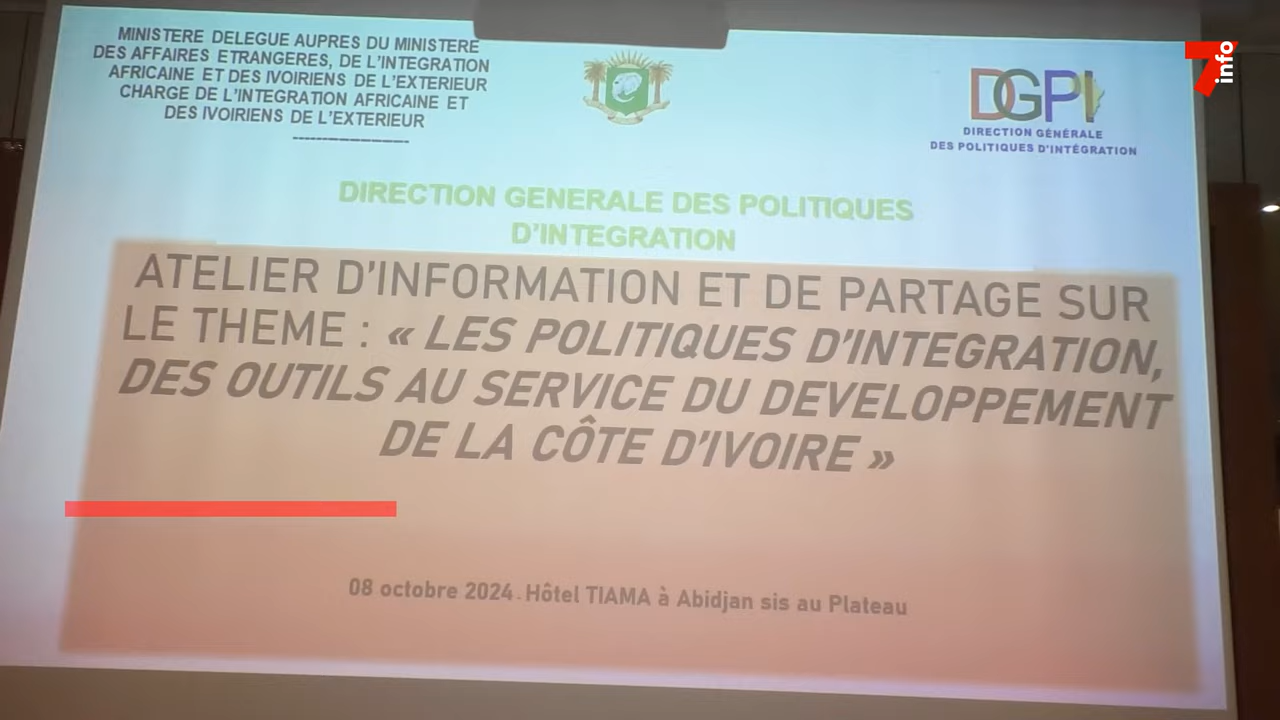 MINISTERE DELEGUE AUPRES DU MINISTERE
DES AFFAIRES ETRANGERES, DE L'INTEGRATION
AFRICAINE ET DES IVOIRIENS DE L'EXTERIEUR
CHARGE DE L'INTEGRATION AFRICAINE ET
DES IVOIRIENS DE L'EXTERIEUR
DGPI
DIRECTION GÉNÉRALE
DES POLITIQUES D'INTÉGRATION
7info
DIRECTION GENERALE DES POLITIQUES
D'INTEGRATION
ATELIER D'INFORMATION ET DE PARTAGE SUR
LE THEME : « LES POLITIQUES D'INTEGRATION,
DES OUTILS AU SERVICE DU DEVELOPPEMENT
DE LA CÔTE D'IVOIRE »
08 octobre 2024 - Hôtel TIAMA à Abidjan sis au Plateau